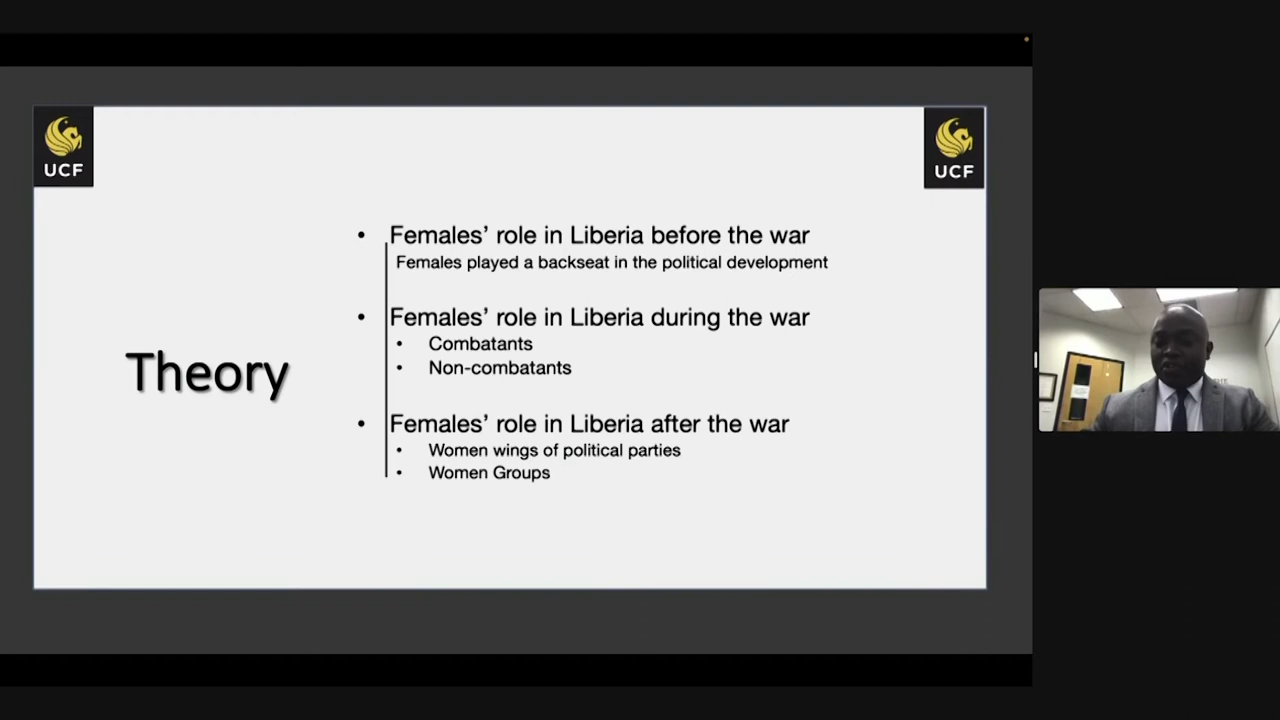 UCF
UCF
Theory
• Females' role in Liberia before the war
Females played a backseat in the political development
• Females' role in Liberia during the war
• Combatants
• Non-combatants
• Females' role in Liberia after the war
• Women wings of political parties
• Women Groups